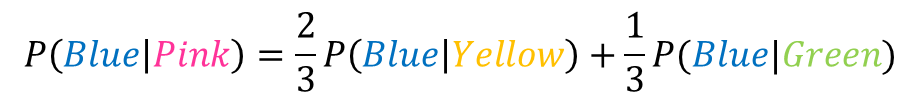 P(Blue|Pink) = 2/3 P(Blue|Yellow) + 1/3 P(Blue|Green)